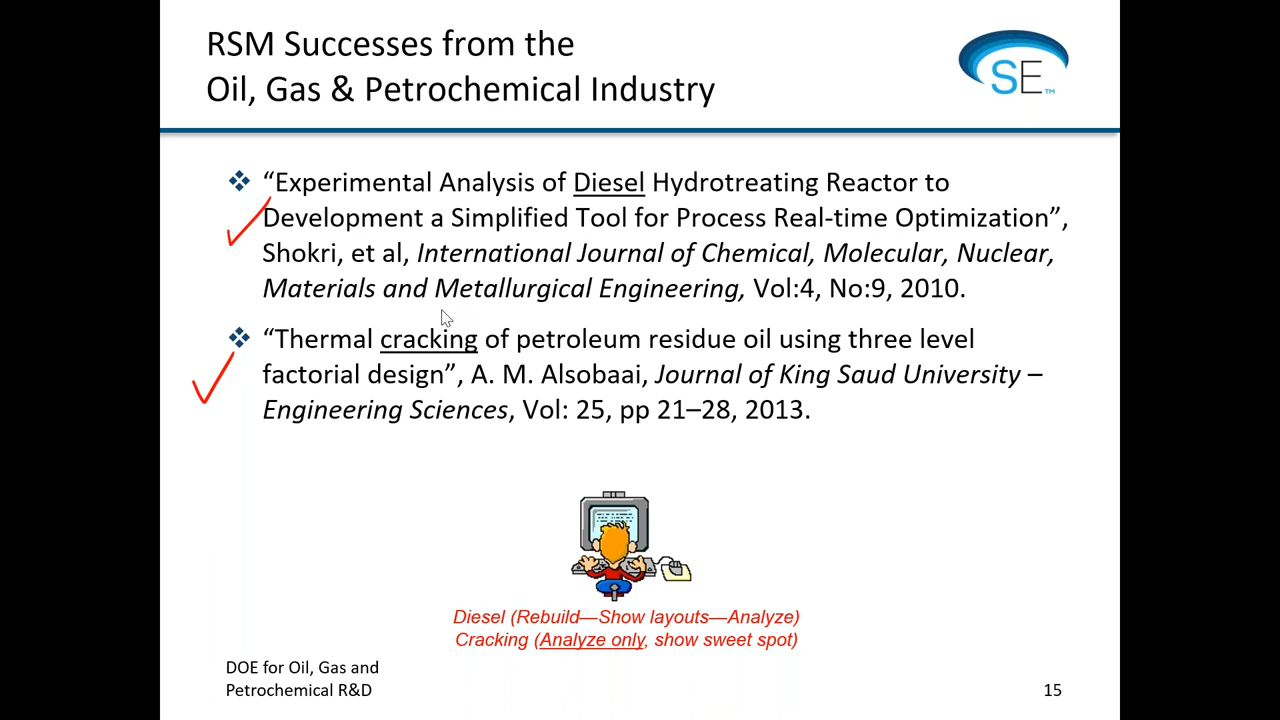 RSM Successes from the
Oil, Gas & Petrochemical Industry
SE™
“Experimental Analysis of Diesel Hydrotreating Reactor to
Development a Simplified Tool for Process Real-time Optimization”,
Shokri, et al, International Journal of Chemical, Molecular, Nuclear,
Materials and Metallurgical Engineering, Vol:4, No:9, 2010.
“Thermal cracking of petroleum residue oil using three level
factorial design”, A. M. Alsobaai, Journal of King Saud University –
Engineering Sciences, Vol: 25, pp 21–28, 2013.
Diesel (Rebuild—Show layouts—Analyze)
Cracking (Analyze only, show sweet spot)
DOE for Oil, Gas and
Petrochemical R&D
15